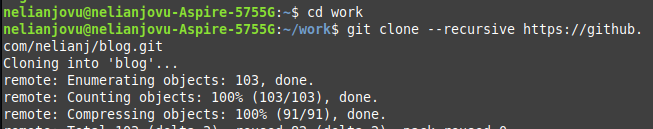 nelianjovu@nelianjovu-Aspire-5755G:~$ cd work
nelianjovu@nelianjovu-Aspire-5755G:~/work$ git clone --recursive https://github.
com/nelianj/blog.git
Cloning into 'blog'...
remote: Enumerating objects: 103, done.
remote: Counting objects: 100% (103/103), done.
remote: Compressing objects: 100% (91/91), done.